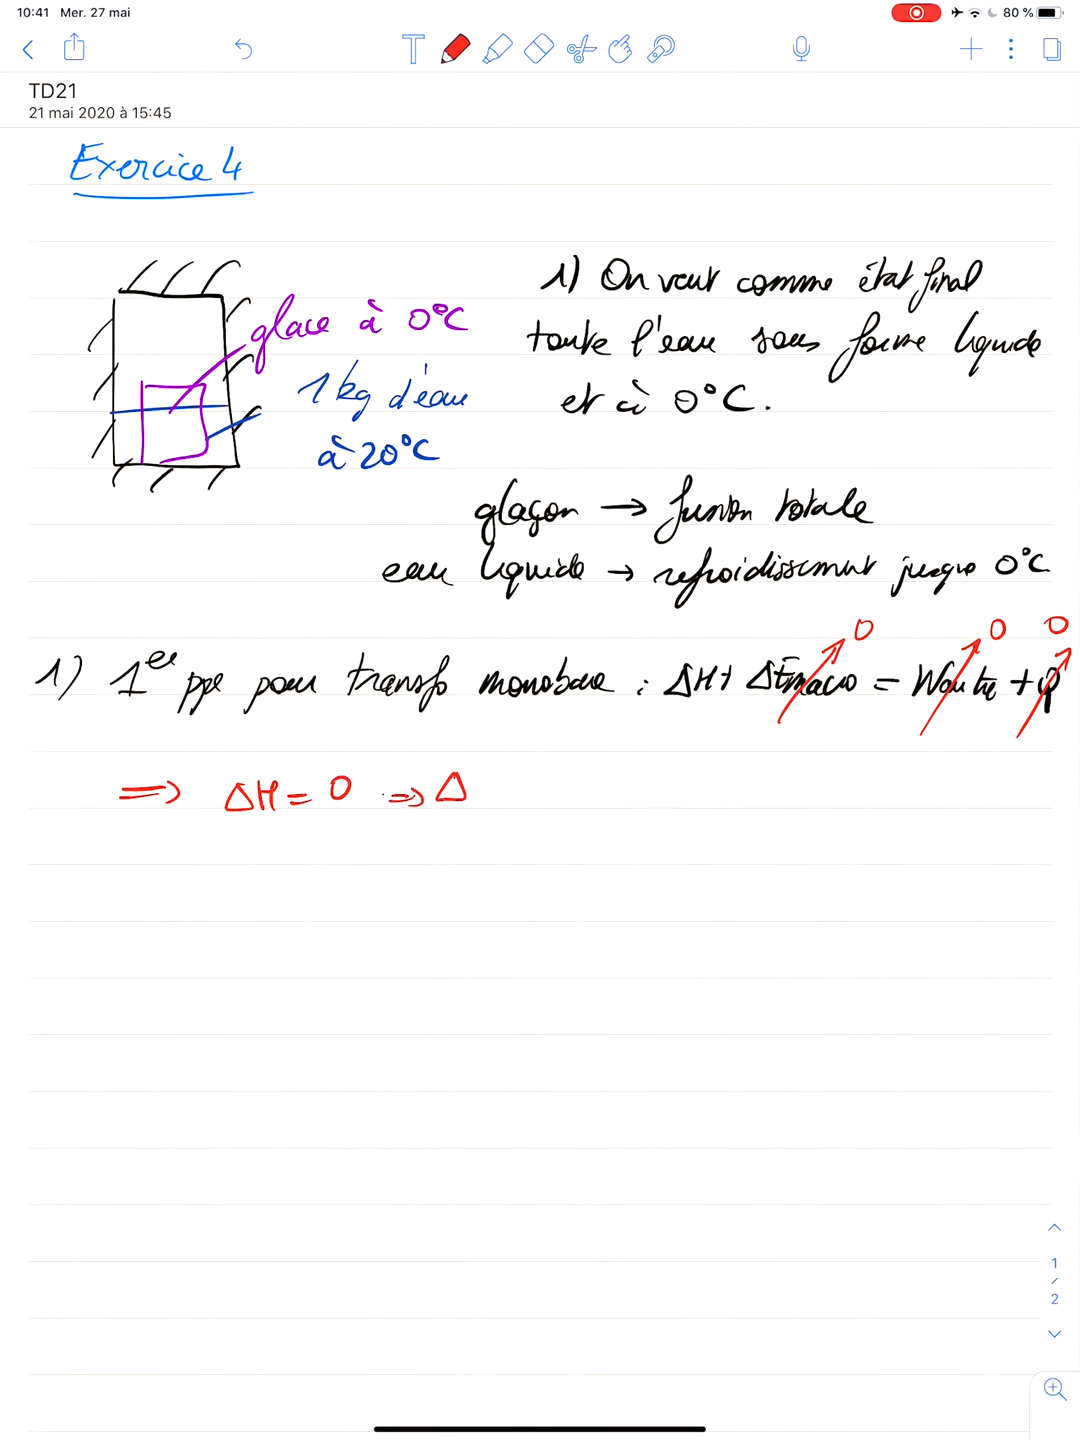 10:41 Mer. 27 mai
80 %
TD21
21 mai 2020 à 15:45
Exercice 4
glace à 0°C
1 kg d'eau
à 20°C
1) On veut comme état final
toute l'eau sous forme liquide
et à 0°C.
glaçon → fusion totale
eau liquide → refroidissement jusque 0°C
0 0 0
1) 1er ppe pour transfo monobare : ΔH + ΔEmacro = Wautre + Q
⇒ ΔH = 0 ⇒ Δ
1
/
2